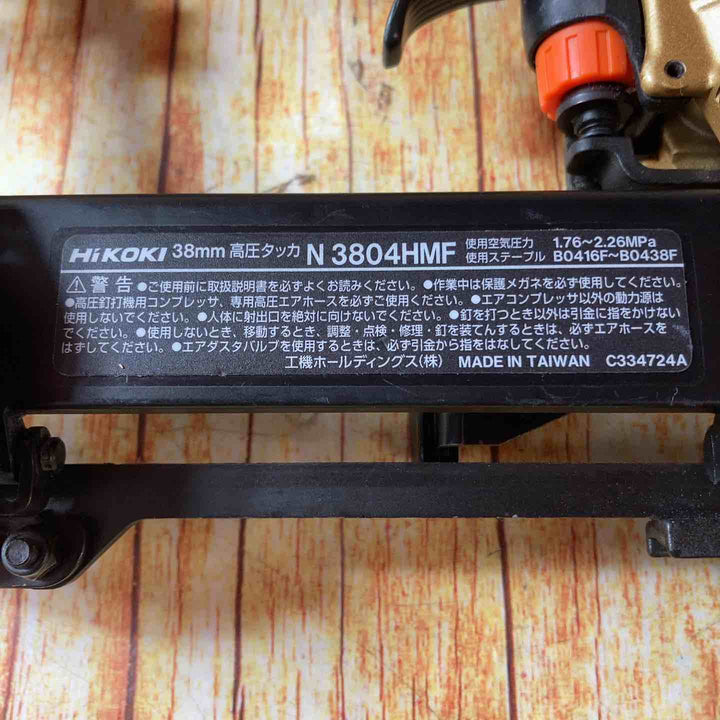 HiKOKI 38mm 高圧タッカ N 3804HMF 使用空気圧力 1.76~2.26MPa
使用ステープル B0416F~B0438F
⚠警告 ●ご使用前に取扱説明書を必ずよくお読みください。●作業中は保護メガネを必ず使用してください。
●高圧釘打機用コンプレッサ、専用高圧エアホースを必ず使用してください。●エアコンプレッサ以外の動力源は
使用しないでください。●人体に射出口を絶対に向けないでください。●釘を打つとき以外は引金に指をかけない
でください。●使用しないとき、移動するとき、調整・点検・修理・釘を装てんするときは、必ずエアホースを
はずしてください。●エアダスタバルブを使用するときは、必ず引金から指をはなしてください。
工機ホールディングス(株) MADE IN TAIWAN C334724A